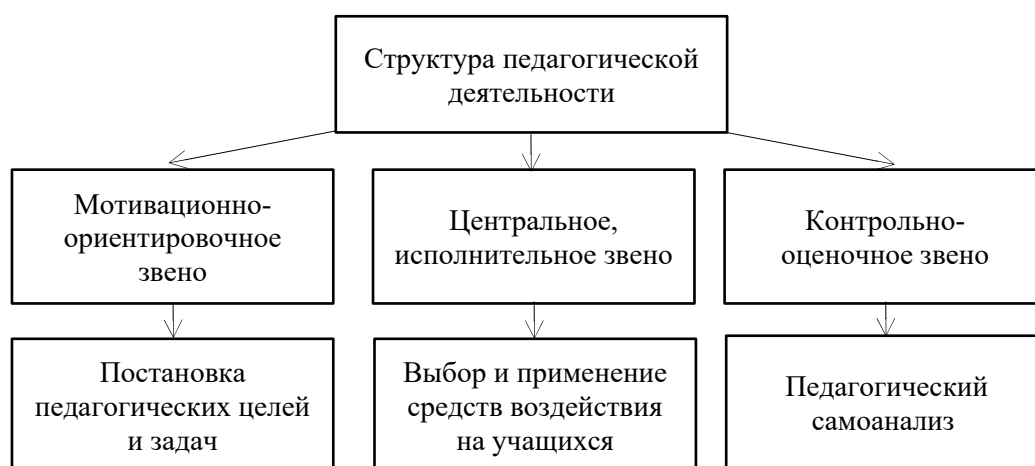 Структура педагогической
деятельности
Мотивационно-
ориентировочное
звено
Центральное,
исполнительное звено
Контрольно-
оценочное звено
Постановка
педагогических целей
и задач
Выбор и применение
средств воздействия
на учащихся
Педагогический
самоанализ